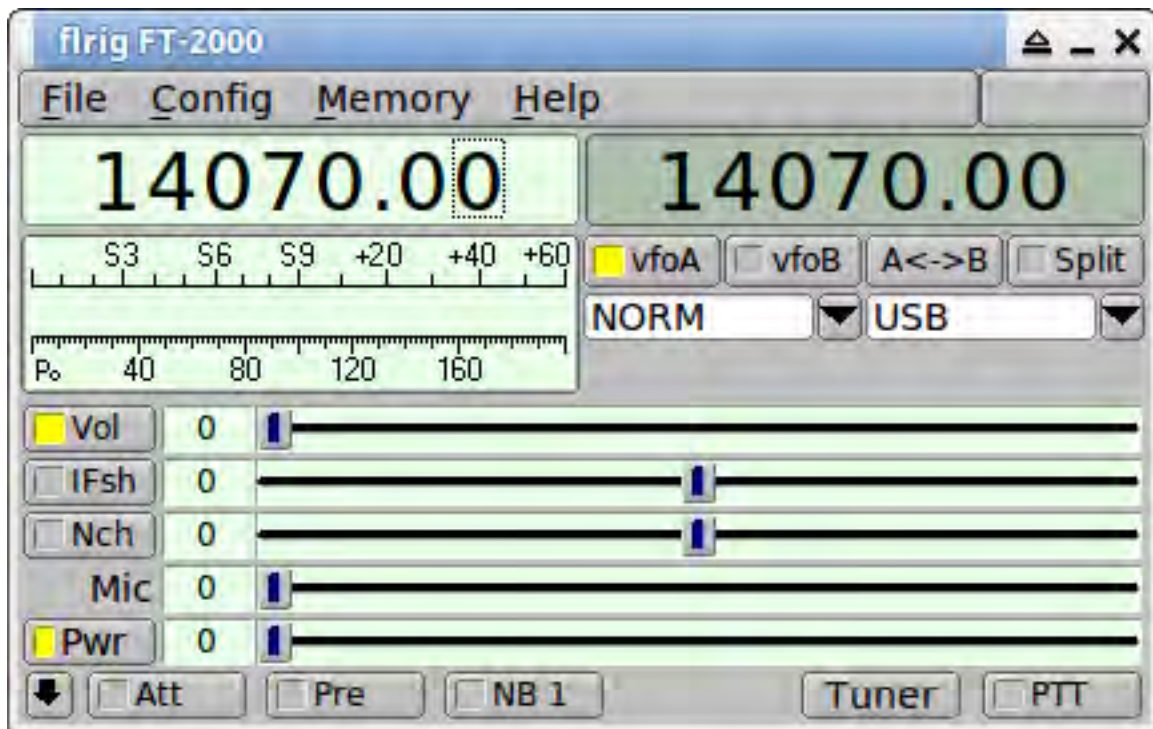 flrig FT-2000
File Config Memory Help
14070.00 14070.00
S3 S6 S9 +20 +40 +60
vfoA vfoB A<->B Split
NORM USB
Po 40 80 120 160
Vol 0
IFsh 0
Nch 0
Mic 0
Pwr 0
Att Pre NB 1 Tuner PTT